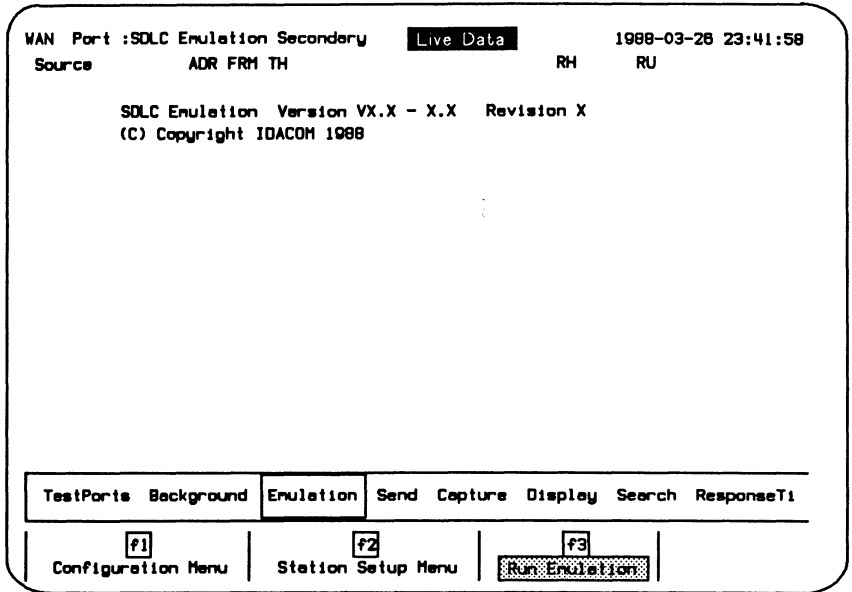 WAN Port :SDLC Emulation Secondary Live Data 1988-03-26 23:41:58
Source ADR FRM TH RH RU
SDLC Emulation Version VX.X - X.X Revision X
(C) Copyright IDACOM 1988
TestPorts Background Emulation Send Capture Display Search ResponseTi
f1 f2 f3
Configuration Menu Station Setup Menu Run Emulation